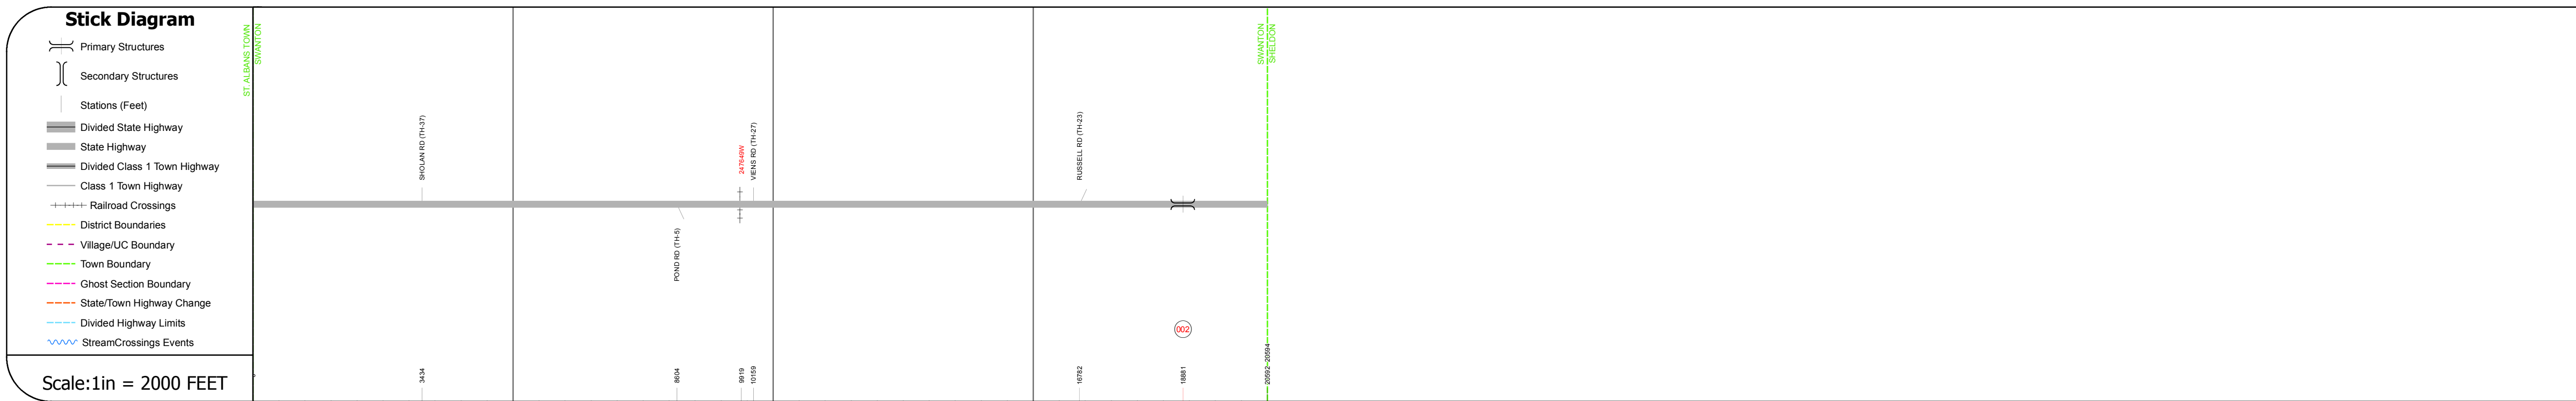 Stick Diagram
Primary Structures
Secondary Structures
Stations (Feet)
Divided State Highway
State Highway
Divided Class 1 Town Highway
Class 1 Town Highway
Railroad Crossings
District Boundaries
Village/UC Boundary
Town Boundary
Ghost Section Boundary
State/Town Highway Change
Divided Highway Limits
StreamCrossings Events
Scale:1in = 2000 FEET
ST. ALBANS TOWN
SWANTON
SHOLAN RD (TH-37)
POND RD (TH-5)
247649W
VIENS RD (TH-27)
RUSSELL RD (TH-23)
002
SWANTON
SHELDON
3434
8604
9919
10159
16782
18881
20592
20594